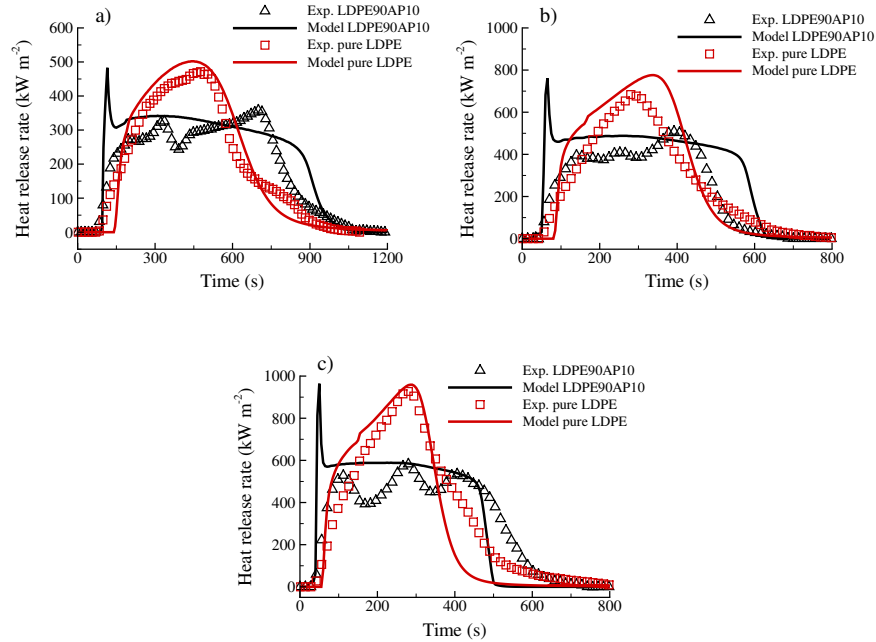 a)
Exp. LDPE90AP10
Model LDPE90AP10
Exp. pure LDPE
Model pure LDPE
Heat release rate (kW m-2)
600
500
400
300
200
100
0
0 300 600 900 1200
Time (s)
b)
Exp. LDPE90AP10
Model LDPE90AP10
Exp. pure LDPE
Model pure LDPE
Heat release rate (kW m-2)
1000
800
600
400
200
0
0 200 400 600 800
Time (s)
c)
Exp. LDPE90AP10
Model LDPE90AP10
Exp. pure LDPE
Model pure LDPE
Heat release rate (kW m-2)
1000
800
600
400
200
0
0 200 400 600 800
Time (s)